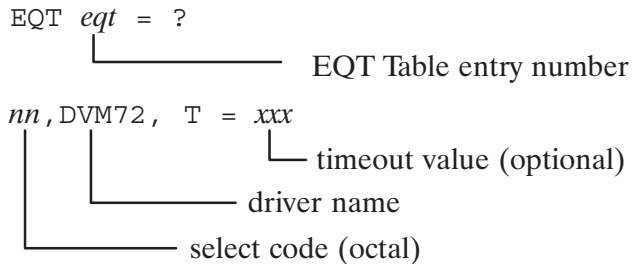 EQT eqt = ?
EQT Table entry number
nn,DVM72, T = xxx
timeout value (optional)
driver name
select code (octal)